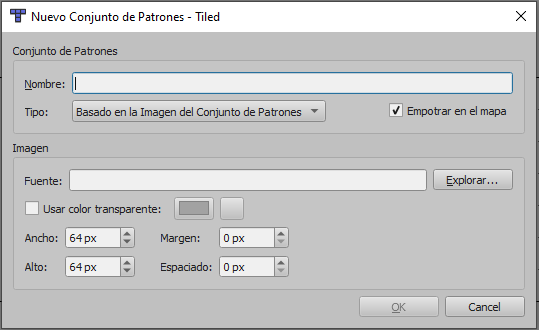 Nuevo Conjunto de Patrones - Tiled
Conjunto de Patrones
Nombre:
Tipo: Basado en la Imagen del Conjunto de Patrones Empotrar en el mapa
Imagen
Fuente: Explorar...
Usar color transparente:
Ancho: 64 px Margen: 0 px
Alto: 64 px Espaciado: 0 px
OK Cancel